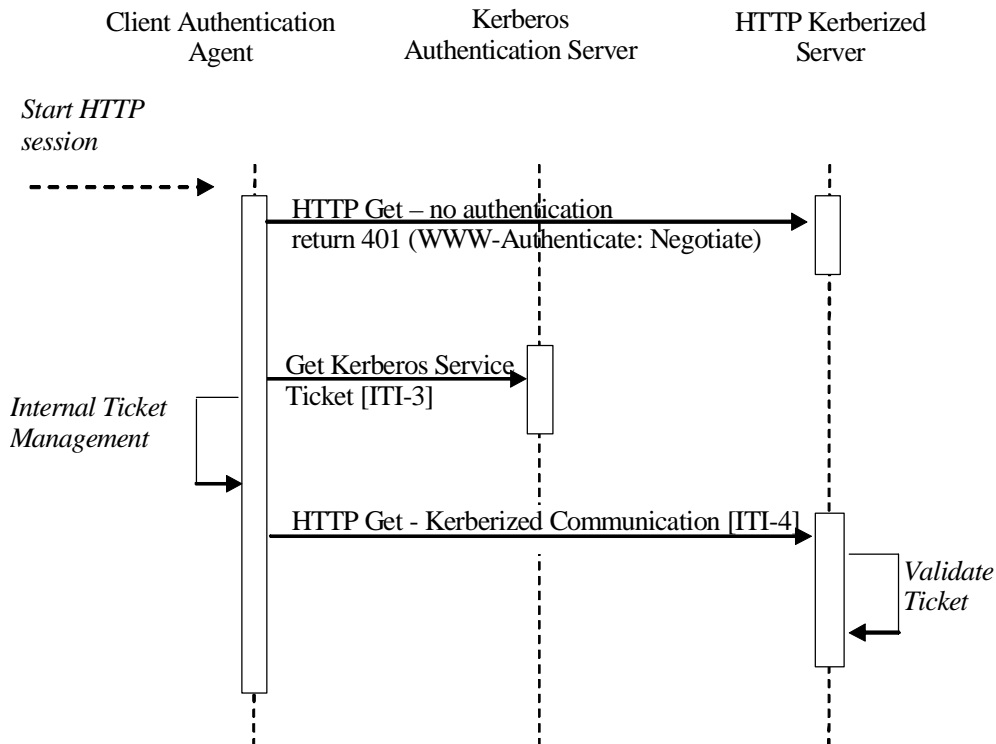 Client Authentication
Agent
Kerberos
Authentication Server
HTTP Kerberized
Server
Start HTTP
session
HTTP Get – no authentication
return 401 (WWW-Authenticate: Negotiate)
Get Kerberos Service
Ticket [ITI-3]
Internal Ticket
Management
HTTP Get - Kerberized Communication [ITI-4]
Validate
Ticket